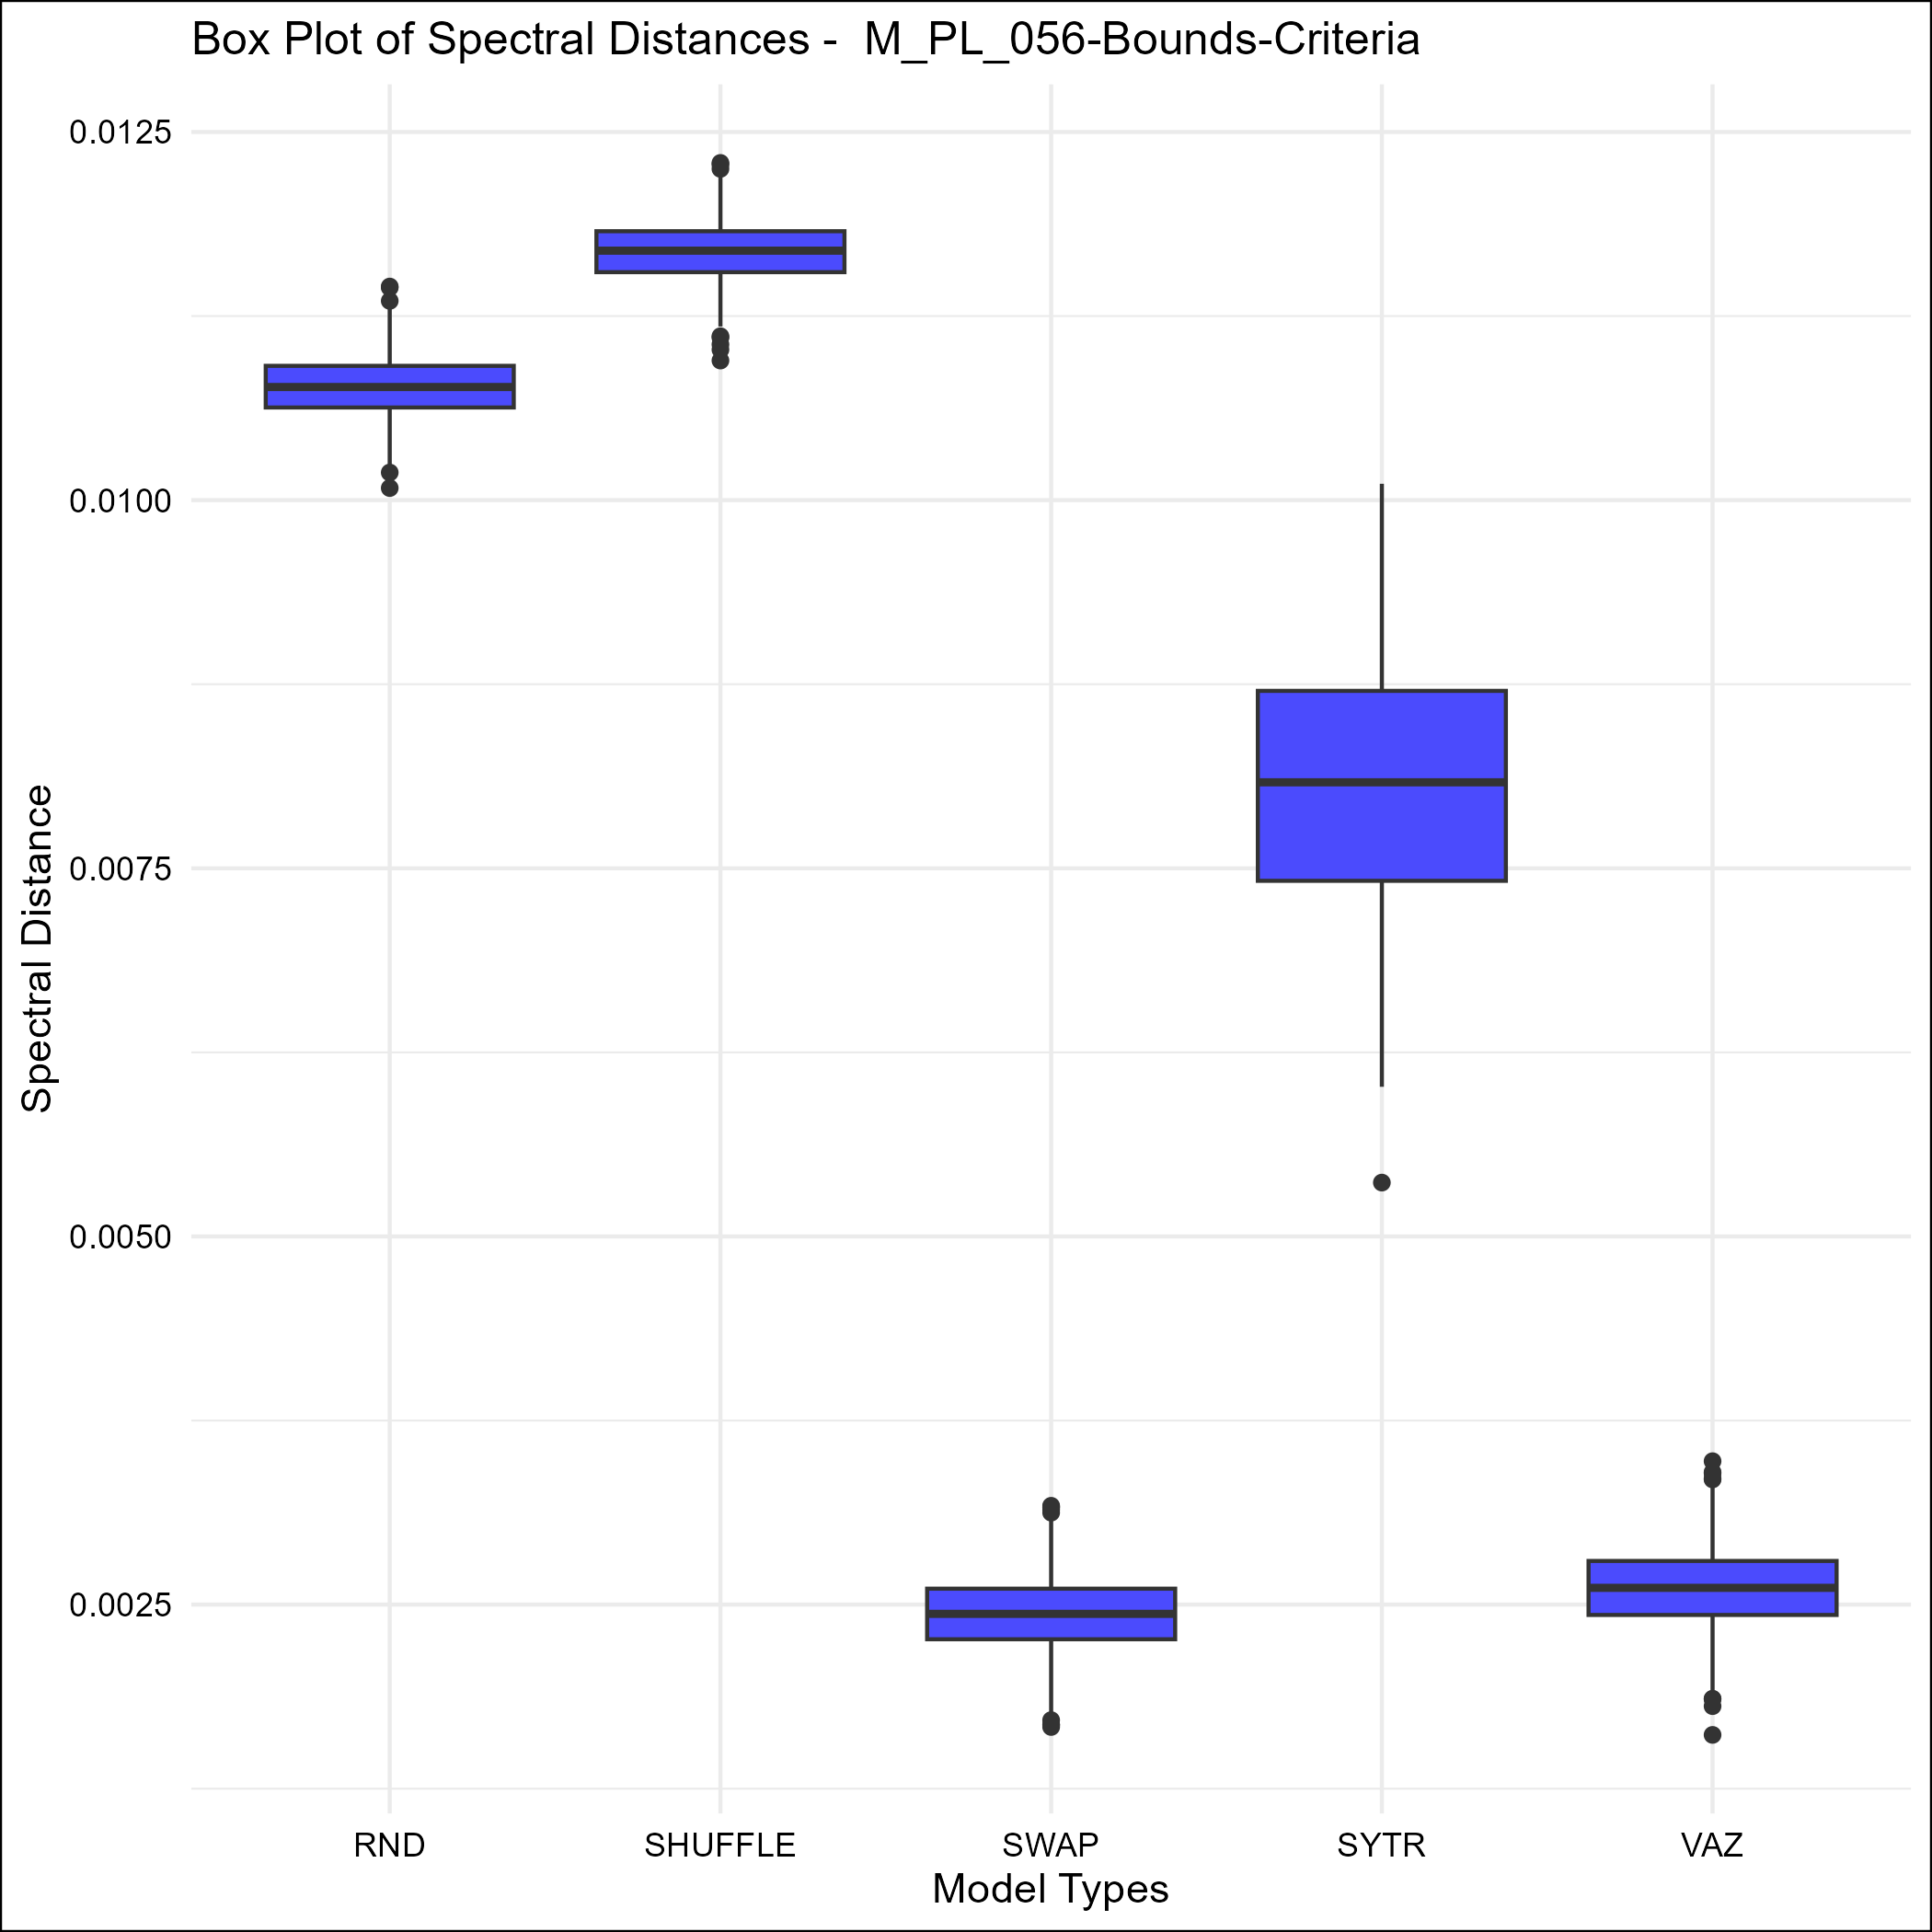 Box Plot of Spectral Distances -  M_PL_056-Bounds-Criteria
0.0125
0.0100
0.0075
0.0050
0.0025
Spectral Distance
RND SHUFFLE SWAP SYTR VAZ
Model Types